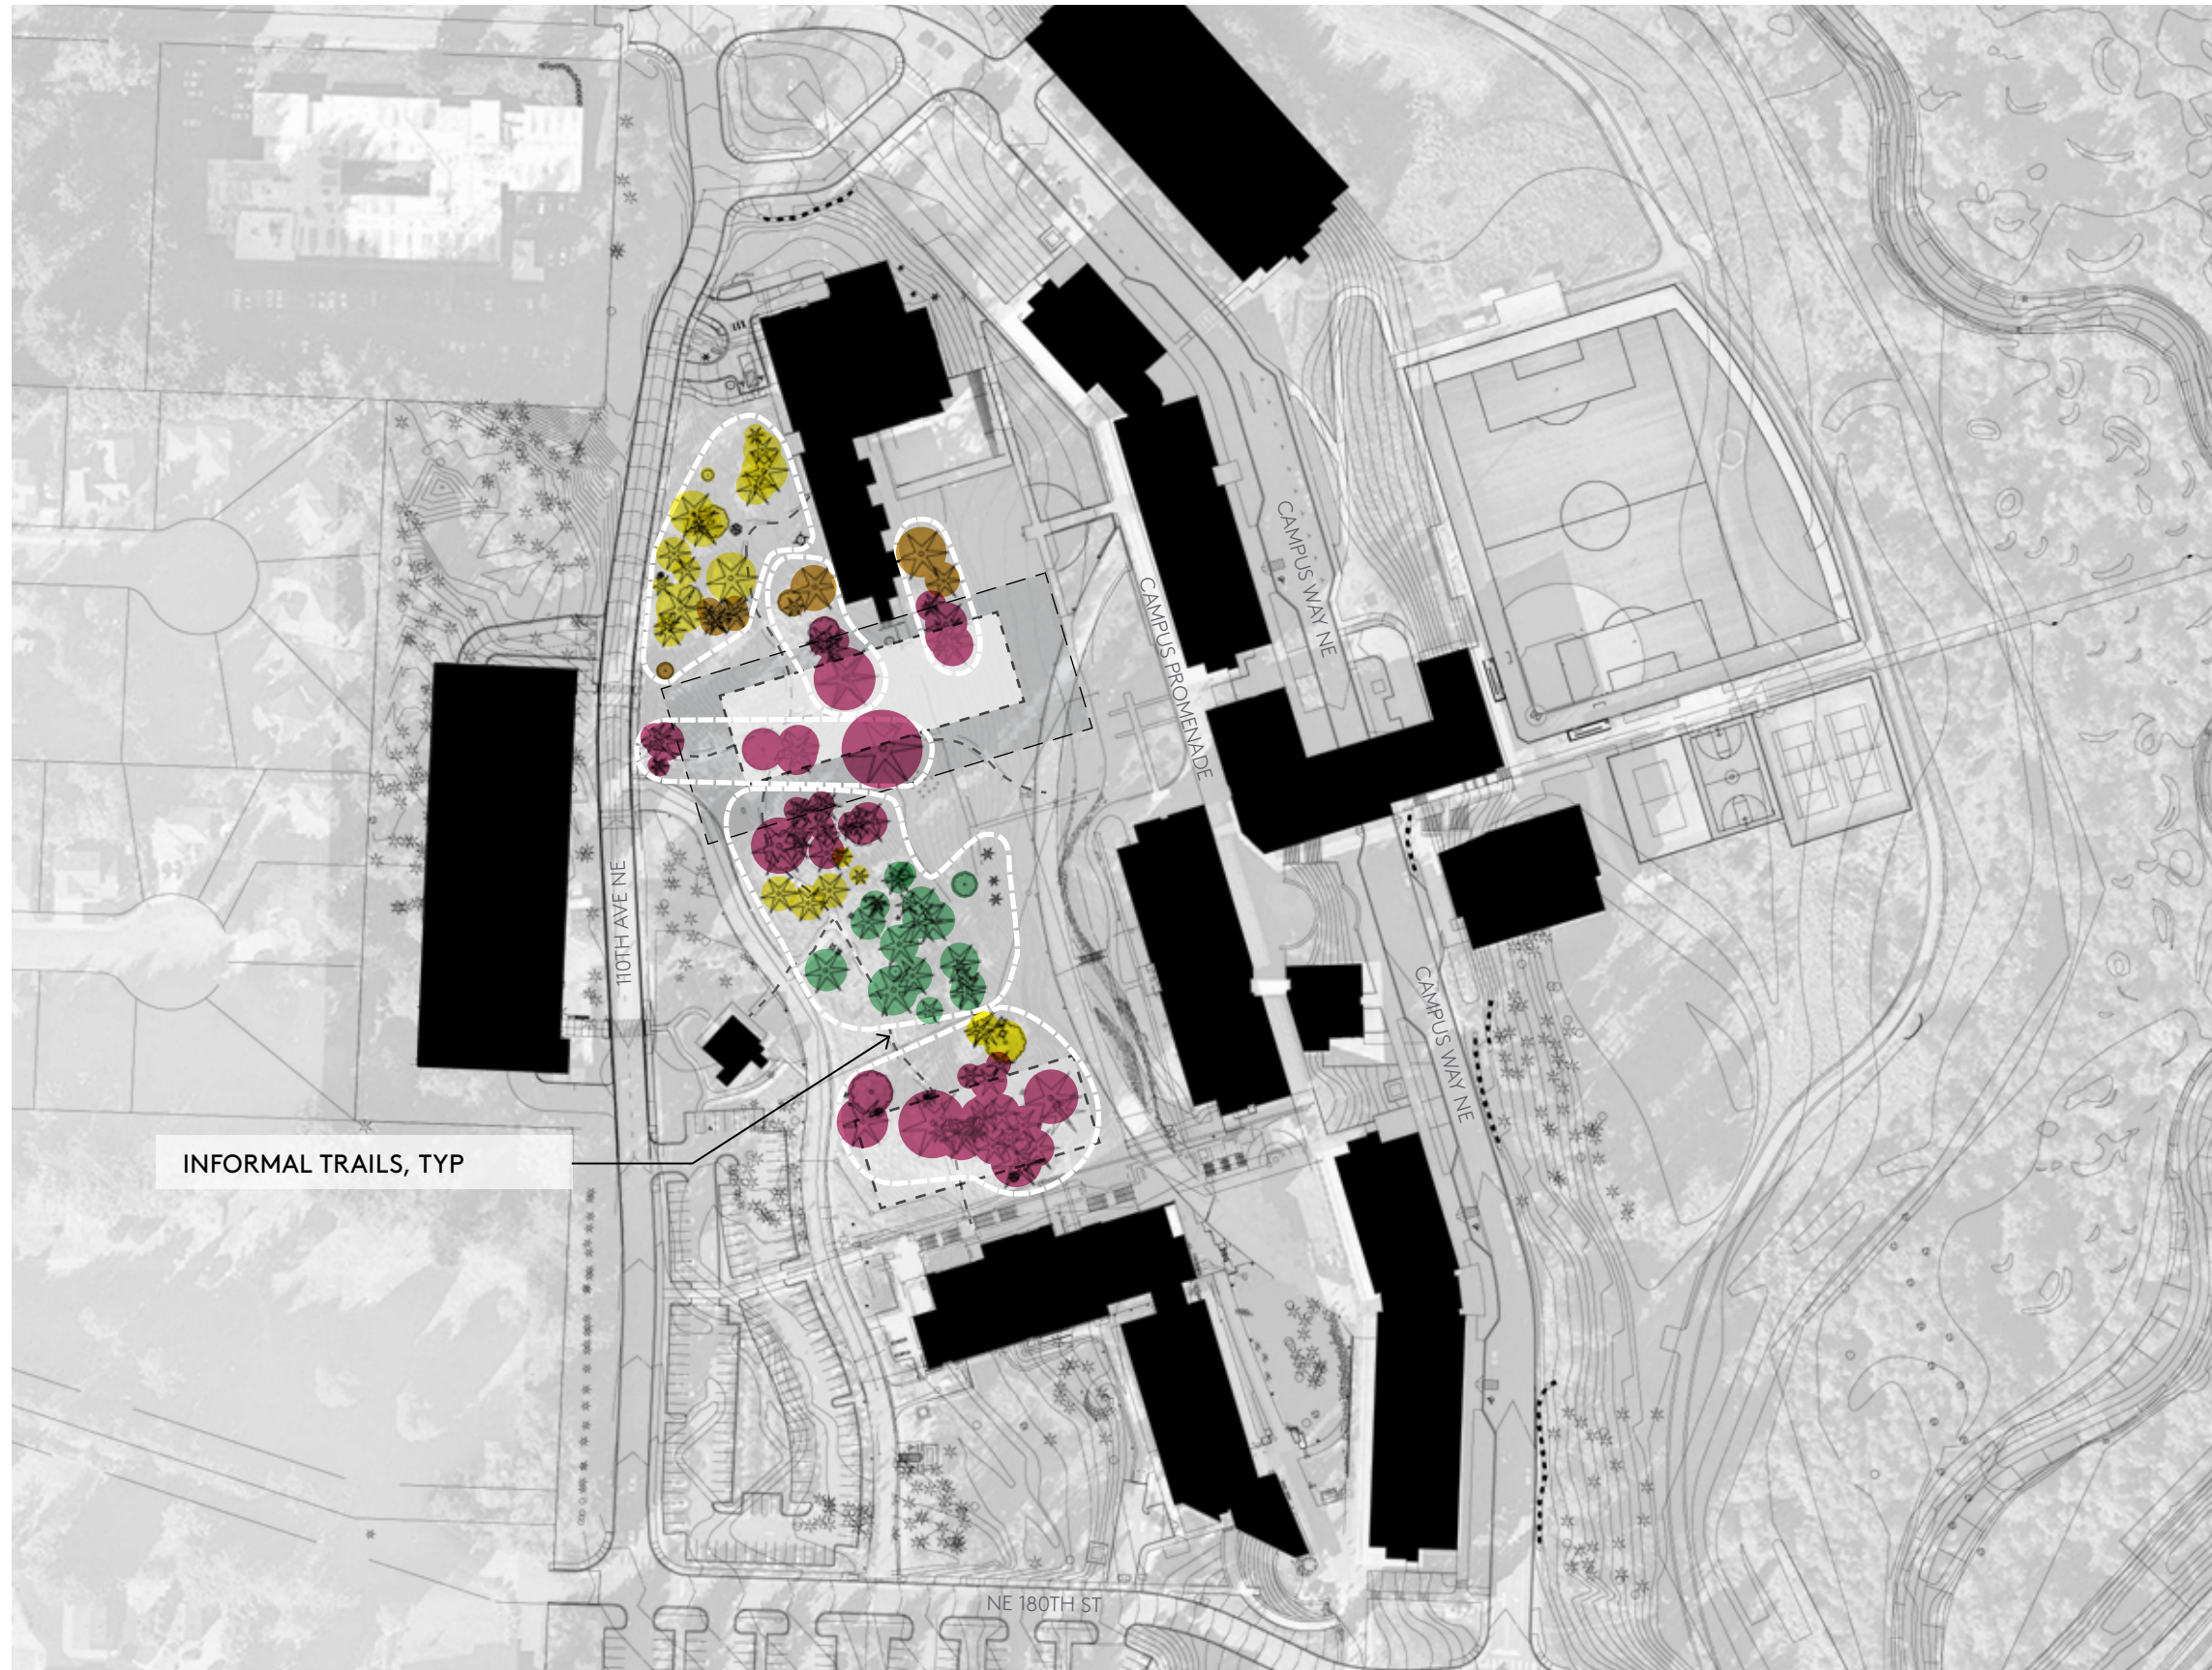 CAMPUS WAY NE
CAMPUS PROMENADE
110TH AVE NE
CAMPUS WAY NE
INFORMAL TRAILS, TYP
NE 180TH ST